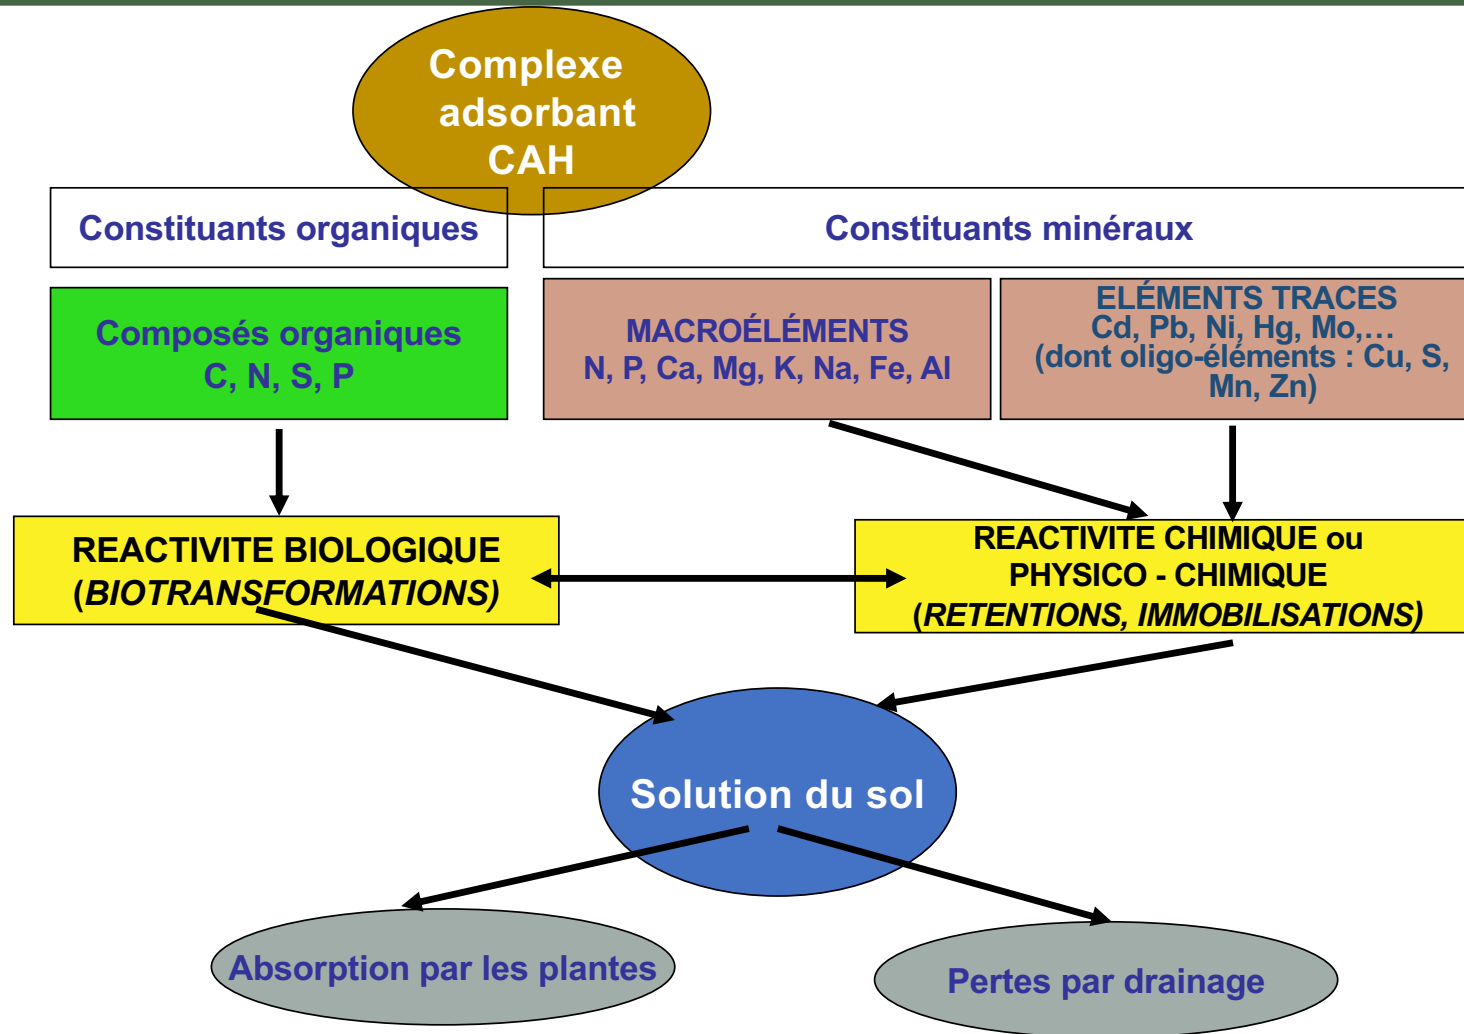 Complexe
adsorbant
CAH
Constituants organiques
Constituants minéraux
Composés organiques
C, N, S, P
MACROÉLÉMENTS
N, P, Ca, Mg, K, Na, Fe, Al
ELÉMENTS TRACES
Cd, Pb, Ni, Hg, Mo,…
(dont oligo-éléments : Cu, S,
Mn, Zn)
REACTIVITE BIOLOGIQUE
(BIOTRANSFORMATIONS)
REACTIVITE CHIMIQUE ou
PHYSICO - CHIMIQUE
(RETENTIONS, IMMOBILISATIONS)
Solution du sol
Absorption par les plantes
Pertes par drainage